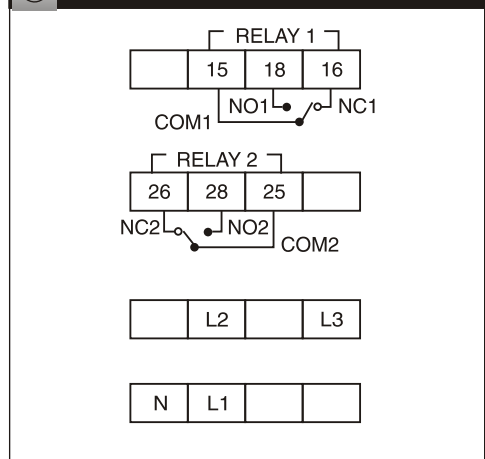 RELAY 1
15 18 16
NO1 NC1
COM1
RELAY 2
26 28 25
NC2 NO2
COM2
L2 L3
N L1